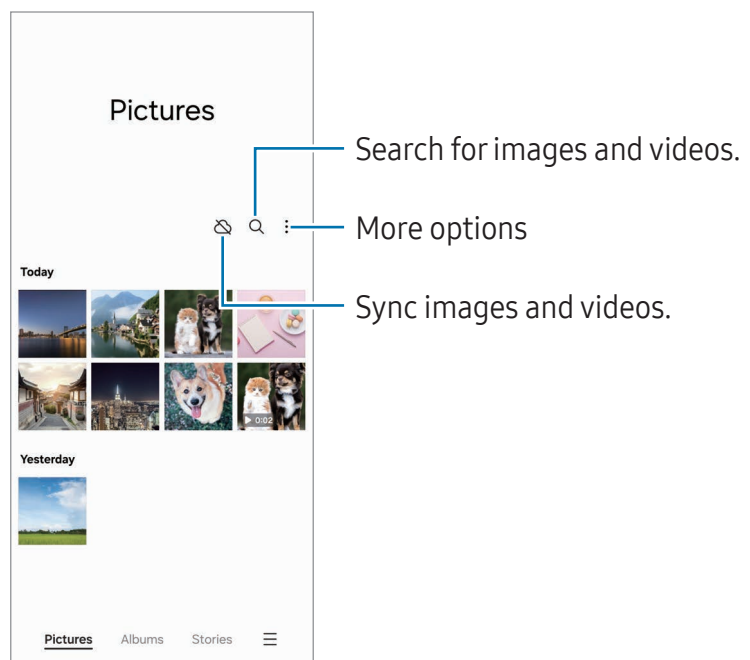 Pictures
Search for images and videos.
More options
Sync images and videos.
Today
0:02
Yesterday
Pictures Albums Stories